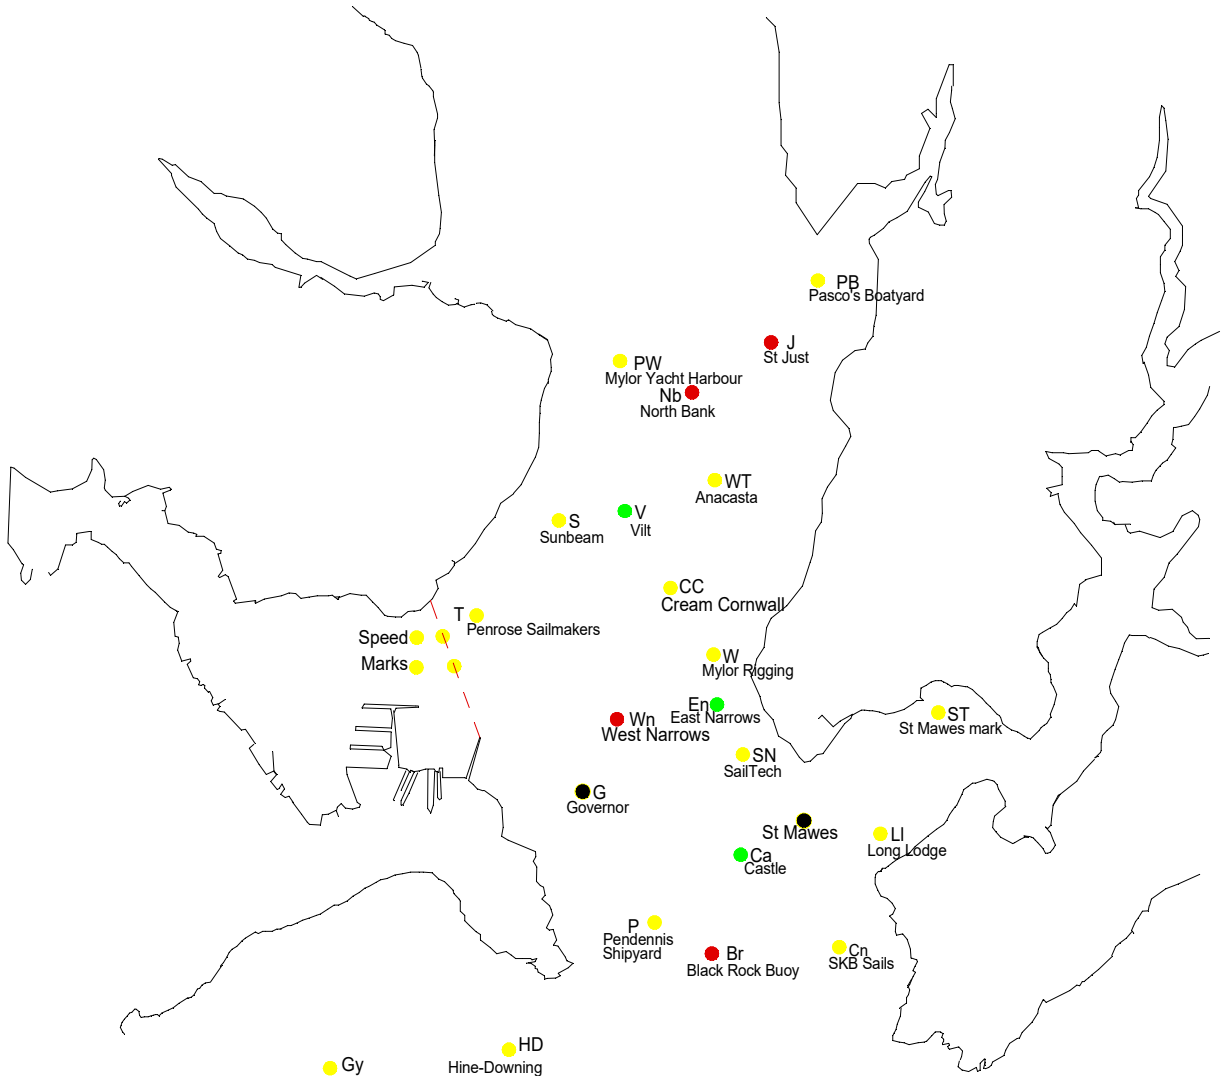 PB
Pasco's Boatyard
J
St Just
PW
Mylor Yacht Harbour
Nb
North Bank
WT
Anacasta
V
Vilt
S
Sunbeam
CC
Cream Cornwall
T
Penrose Sailmakers
Speed
Marks
W
Mylor Rigging
En
East Narrows
Wn
West Narrows
ST
St Mawes mark
SN
SailTech
G
Governor
St Mawes
LI
Long Lodge
Ca
Castle
P
Pendennis
Shipyard
Br
Black Rock Buoy
Cn
SKB Sails
HD
Hine-Downing
Gy